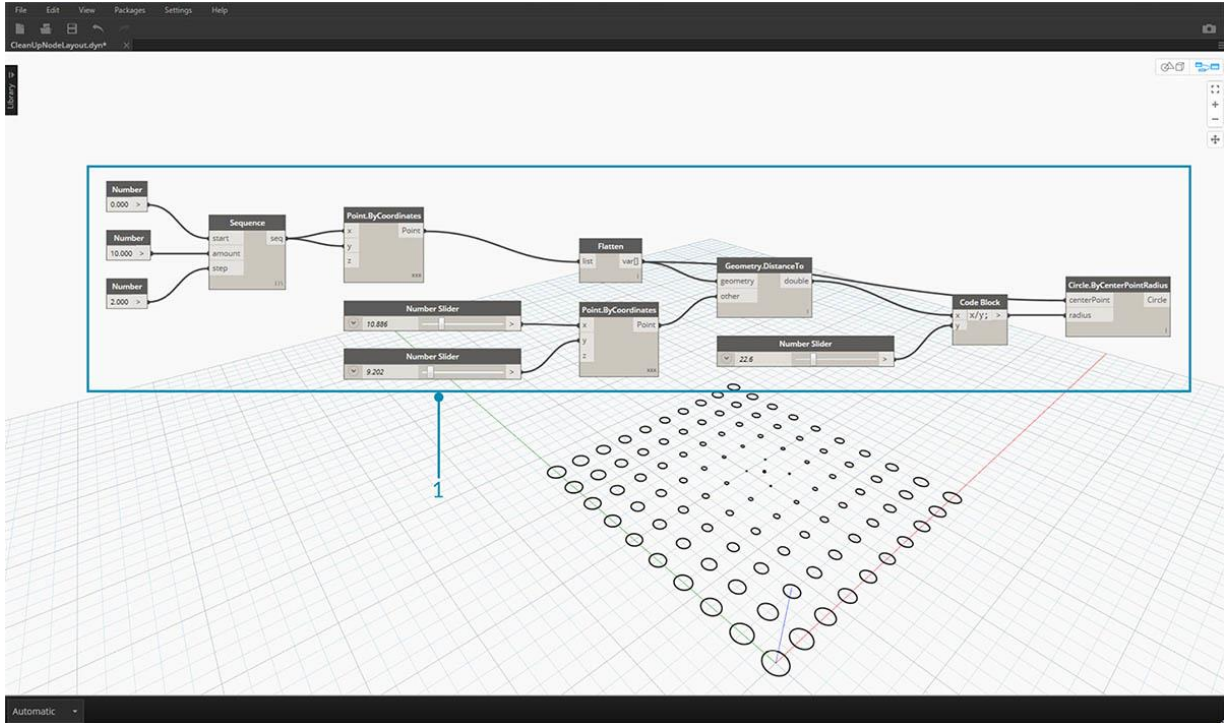 File Edit View Packages Settings Help
CleanUpNodeLayout.dyn* X
Library
Number
0.000 >
Number
10.000 >
Number
2.000 >
Sequence
start seq
amount
step
Point.ByCoordinates
x Point
y
z
Number Slider
10.886 >
Number Slider
9.202 >
Flatten
list var[]
Point.ByCoordinates
x Point
y
z
Geometry.DistanceTo
geometry double
other
Number Slider
22.6 >
Code Block
x x/y; >
y
Circle.ByCenterPointRadius
centerPoint Circle
radius
1
Automatic